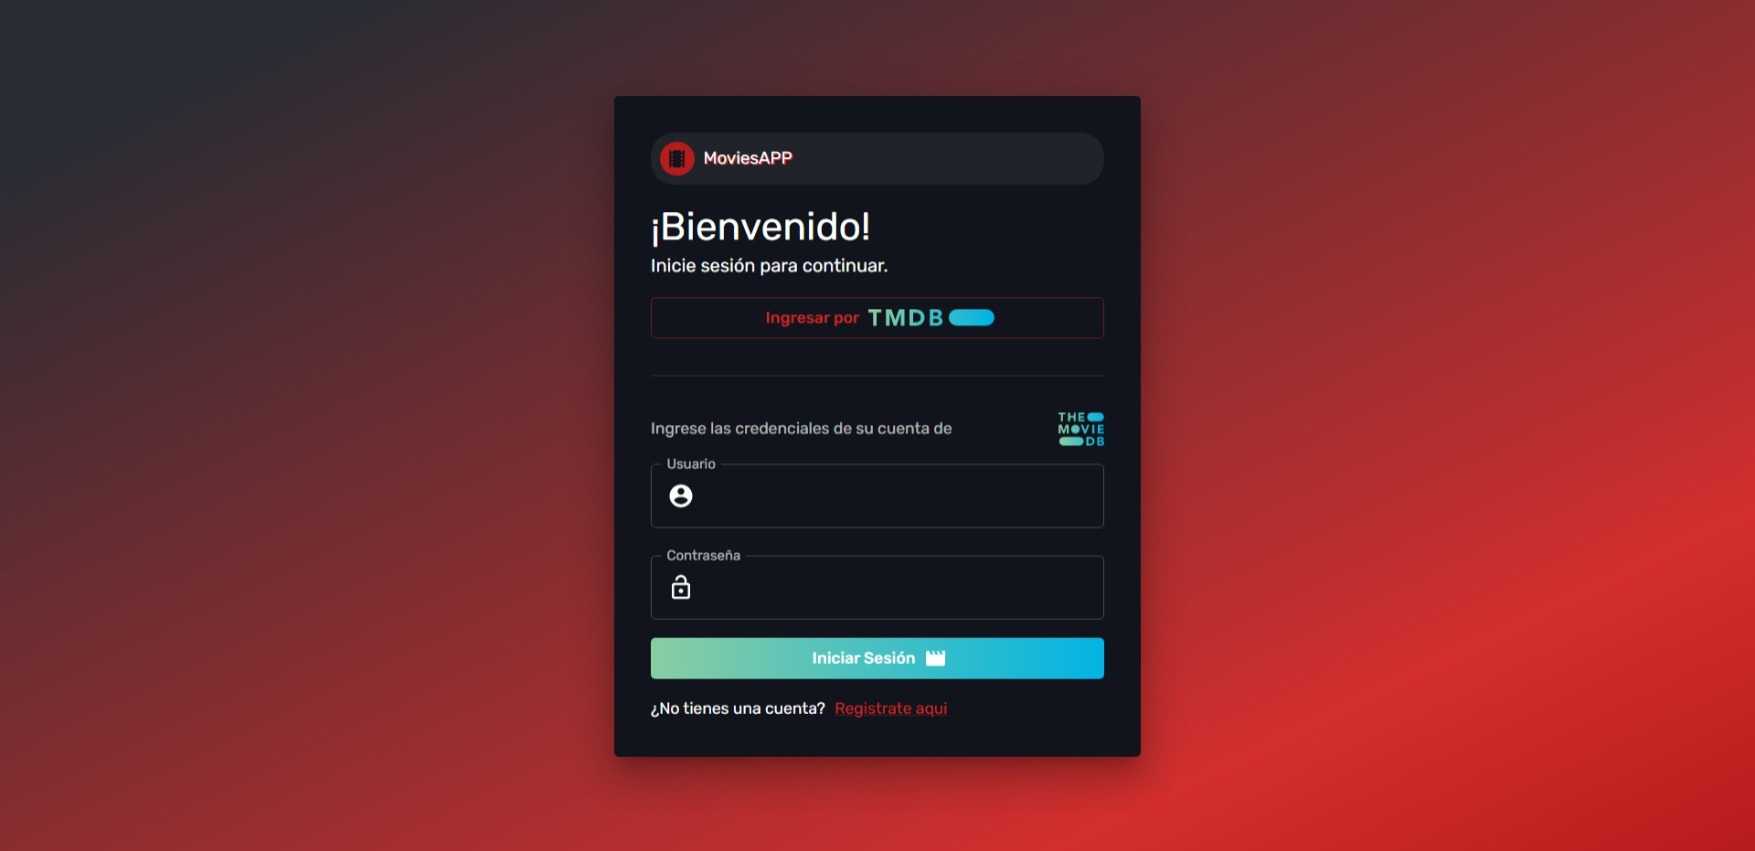 MoviesAPP
¡Bienvenido!
Inicie sesión para continuar.
Ingresar por TMDB
Ingrese las credenciales de su cuenta de
THE
MOVIE
DB
Usuario
Contraseña
Iniciar Sesión
¿No tienes una cuenta? Registrate aqui